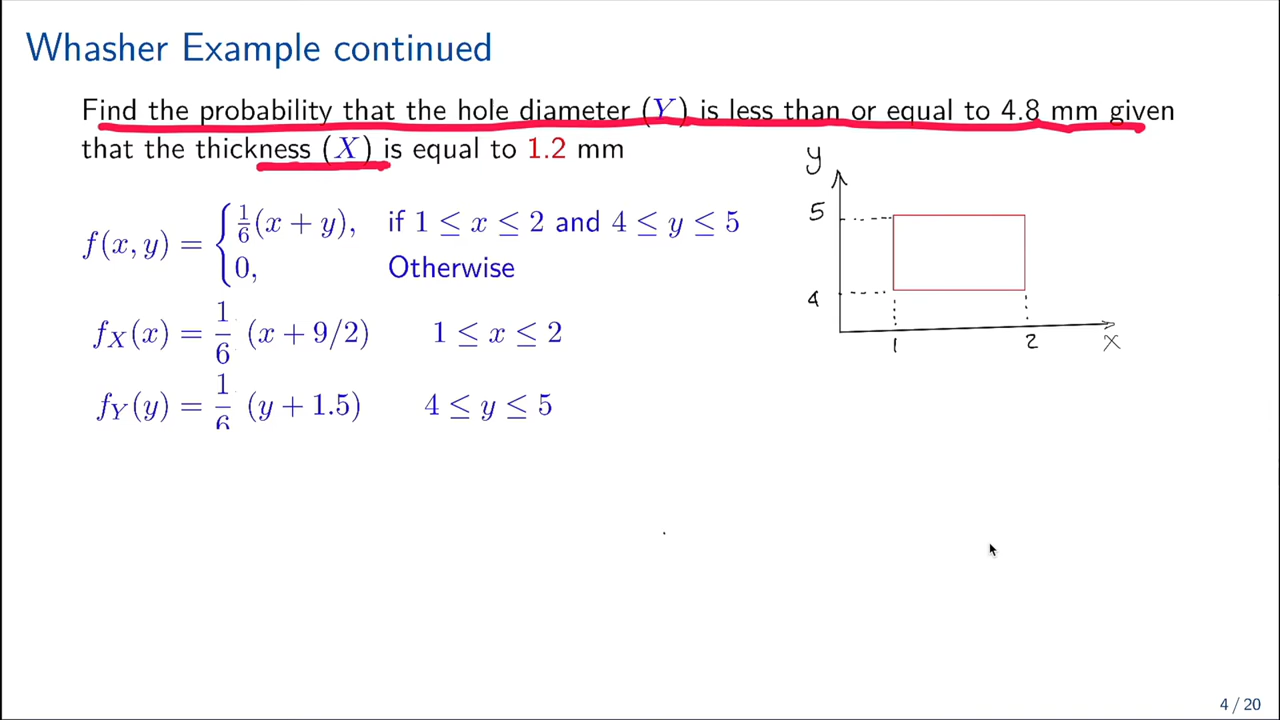 Whasher Example continued
Find the probability that the hole diameter (Y) is less than or equal to 4.8 mm given
that the thickness (X) is equal to 1.2 mm
f(x, y) = { 1/6 (x + y), if 1 ≤ x ≤ 2 and 4 ≤ y ≤ 5
0, Otherwise
f_X(x) = 1/6 (x + 9/2) 1 ≤ x ≤ 2
f_Y(y) = 1/6 (y + 1.5) 4 ≤ y ≤ 5
y
5
4
1 2 x
4 / 20